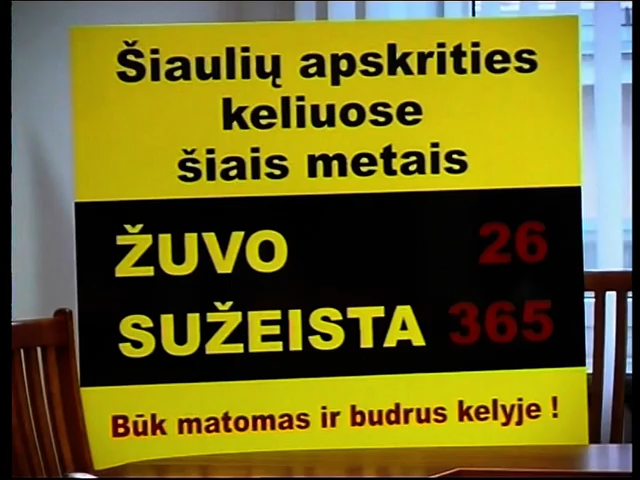 Šiaulių apskrities
keliuose
šiais metais
ŽUVO 26
SUŽEISTA 365
Būk matomas ir budrus kelyje !